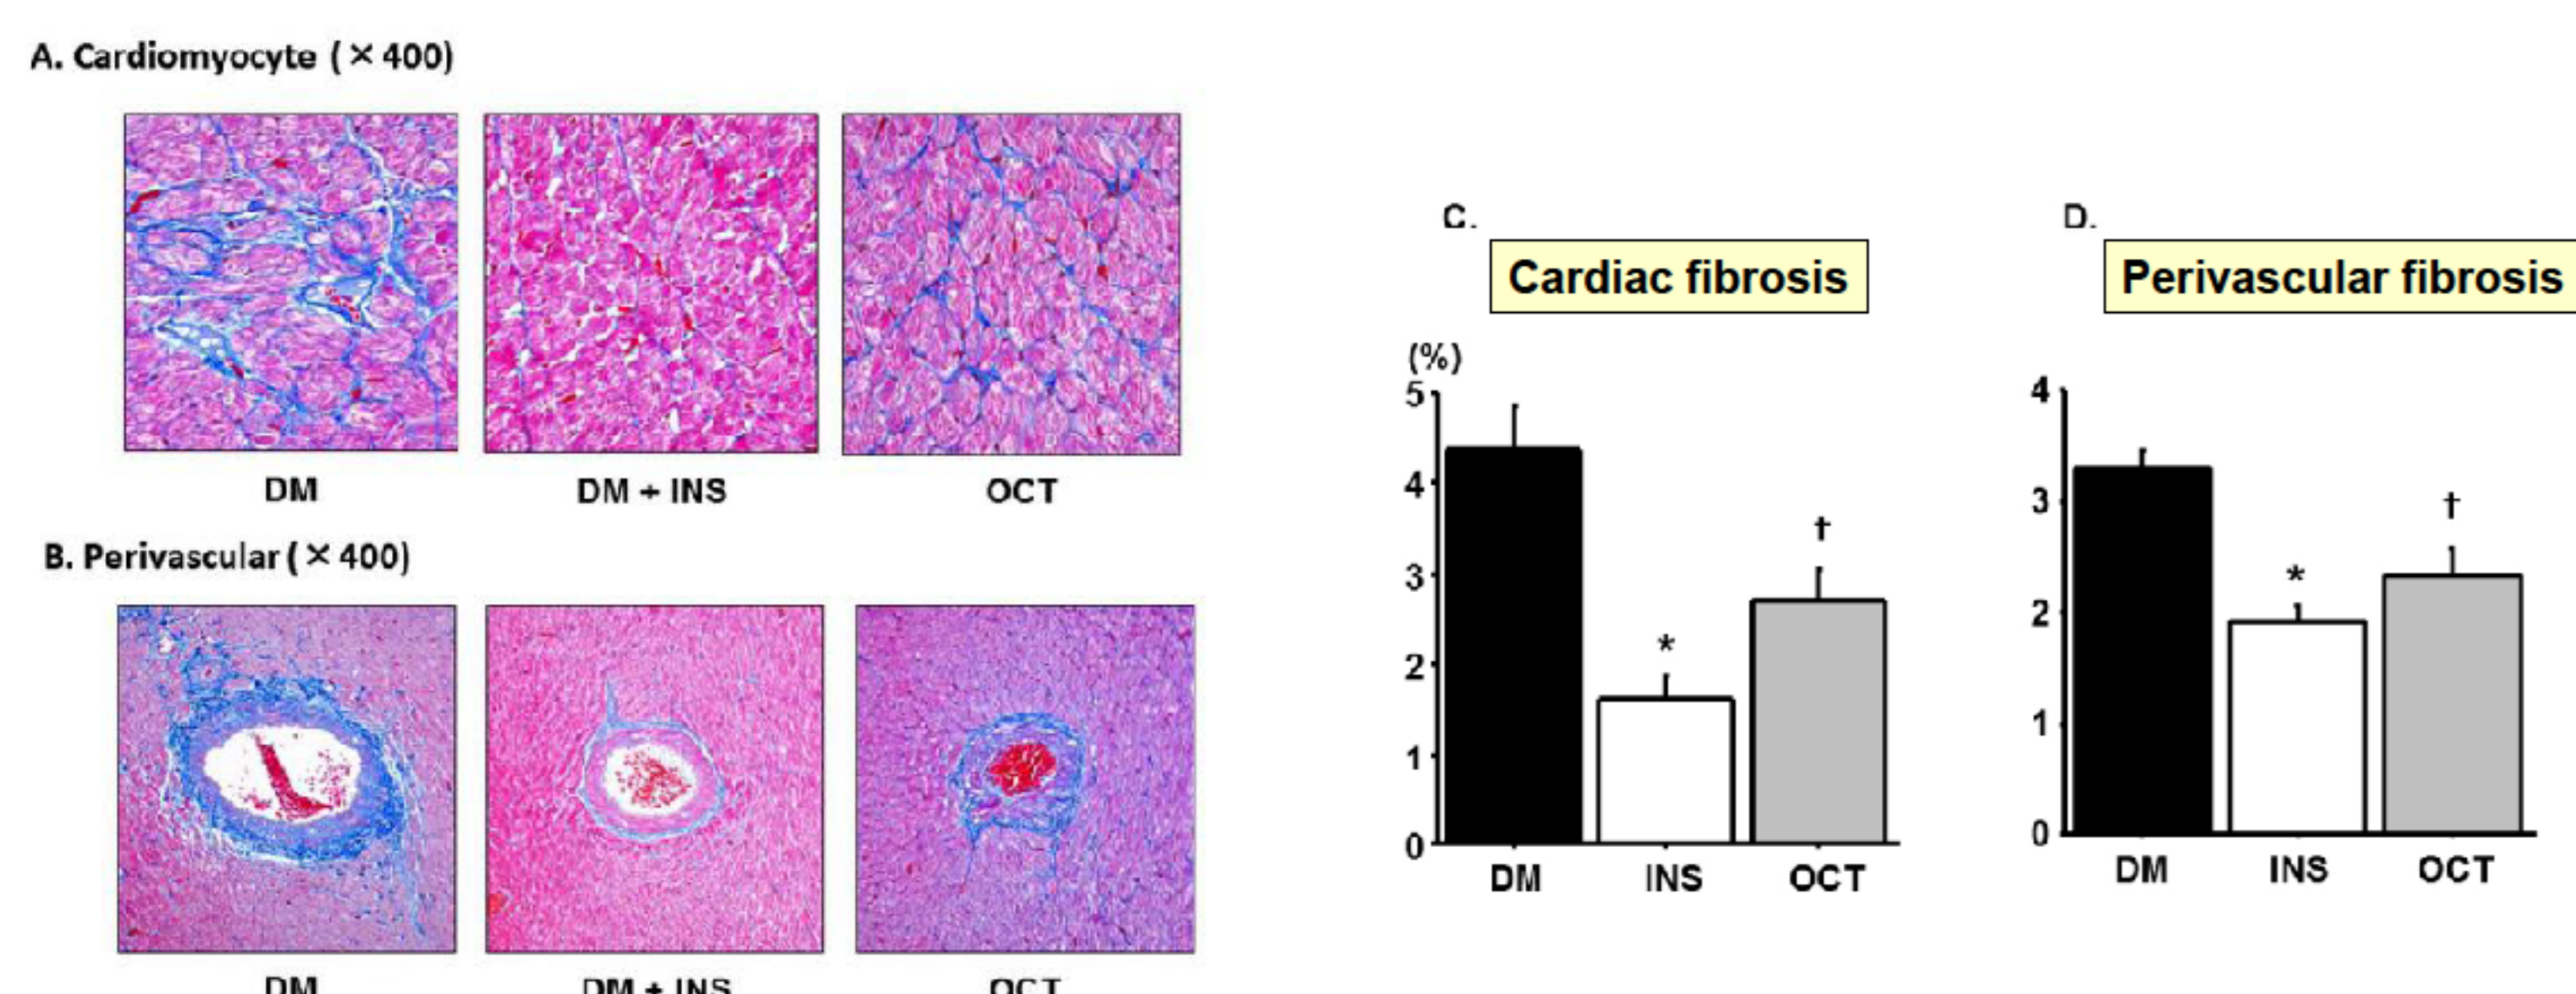 A. Cardiomyocyte (×400)
DM
DM + INS
OCT
B. Perivascular (×400)
DM
DM + INS
OCT
C.
Cardiac fibrosis
(%)
5
4
3
2
1
0
*
†
DM
INS
OCT
D.
Perivascular fibrosis
4
3
2
1
0
*
†
DM
INS
OCT